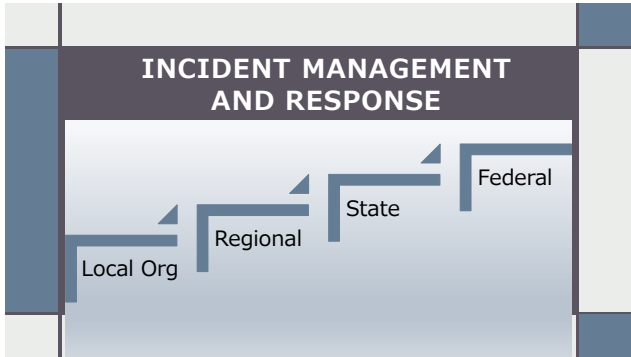 INCIDENT MANAGEMENT
AND RESPONSE
Local Org
Regional
State
Federal